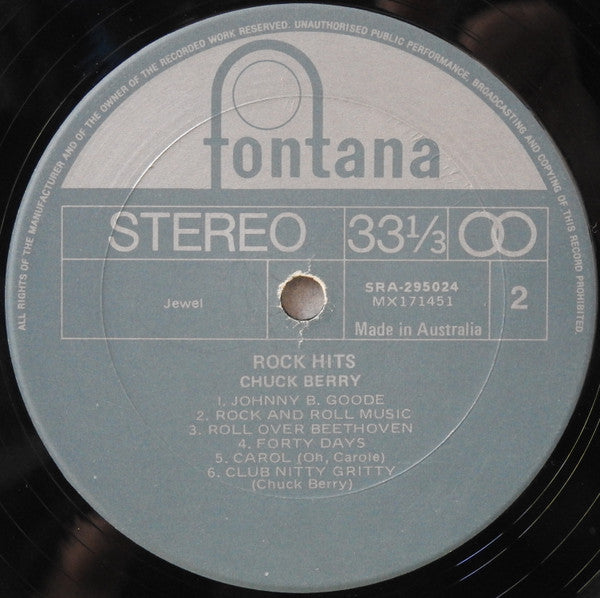 ALL RIGHTS OF THE MANUFACTURER AND OF THE OWNER OF THE RECORDED WORK RESERVED. UNAUTHORISED PUBLIC PERFORMANCE, BROADCASTING AND COPYING OF THIS RECORD PROHIBITED.
fontana
STEREO 33⅓
Jewel
SRA-295024
MX171451
2
Made in Australia
ROCK HITS
CHUCK BERRY
1. JOHNNY B. GOODE
2. ROCK AND ROLL MUSIC
3. ROLL OVER BEETHOVEN
4. FORTY DAYS
5. CAROL (Oh, Carole)
6. CLUB NITTY GRITTY
(Chuck Berry)